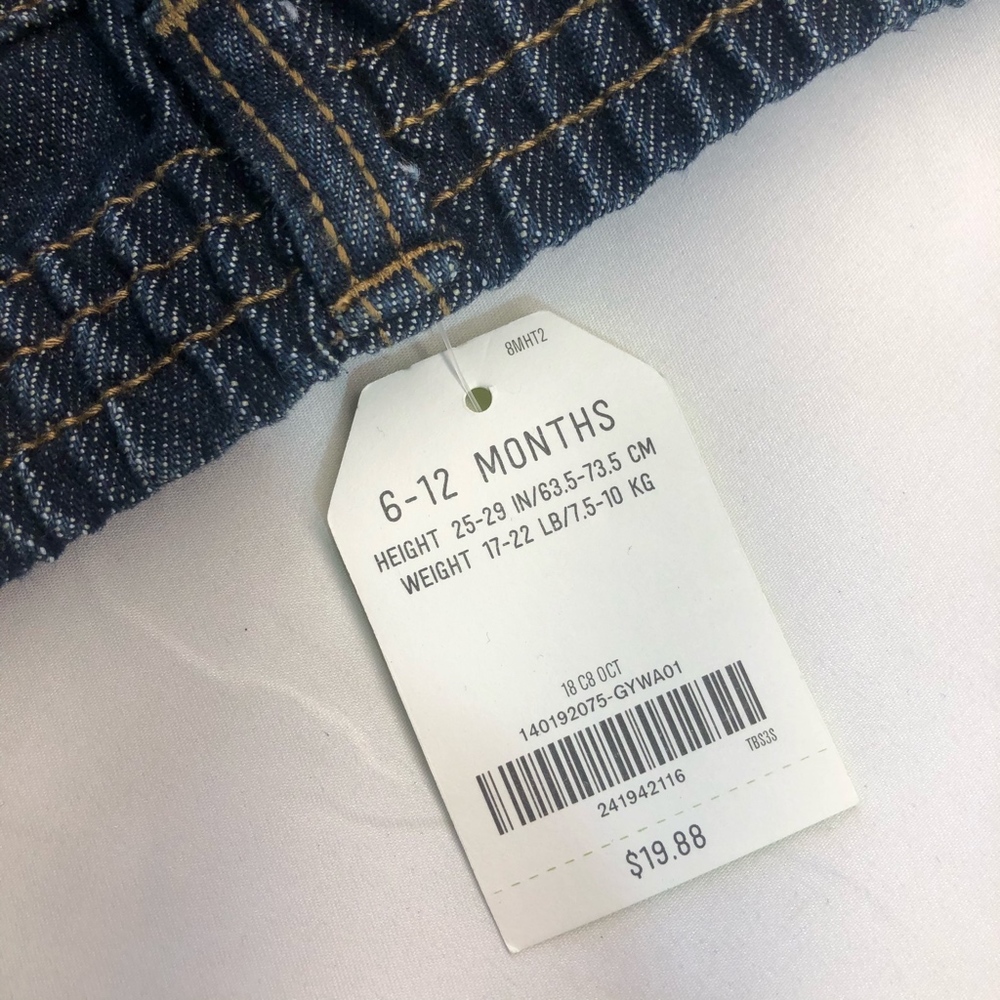 8MHT2
6-12 MONTHS
HEIGHT 25-29 IN/63.5-73.5 CM
WEIGHT 17-22 LB/7.5-10 KG
18 C8 OCT
140192075-GYWA01
TBS3S
241942116
$19.88